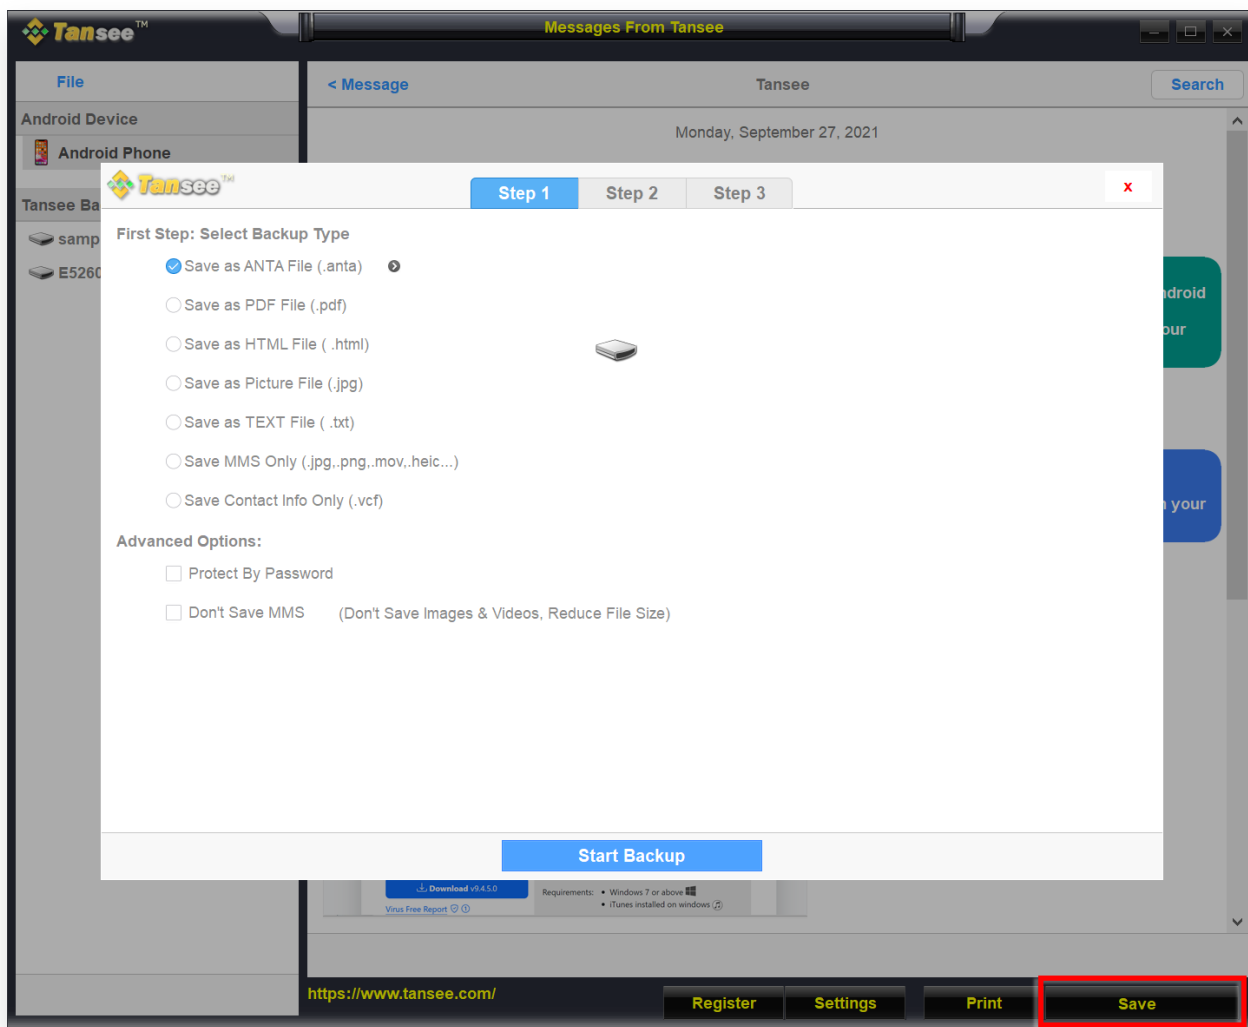 Tansee™
Messages From Tansee
File
< Message
Tansee
Search
Android Device
Monday, September 27, 2021
Android Phone
Tansee™
Step 1
Step 2
Step 3
x
Tansee Ba
samp
E5260
First Step: Select Backup Type
Save as ANTA File (.anta)
Save as PDF File (.pdf)
Save as HTML File ( .html)
Save as Picture File (.jpg)
Save as TEXT File ( .txt)
Save MMS Only (.jpg,.png,.mov,.heic...)
Save Contact Info Only (.vcf)
ndroid
our
your
Advanced Options:
Protect By Password
Don't Save MMS (Don't Save Images & Videos, Reduce File Size)
Start Backup
Download v9.4.5.0
Virus Free Report
Requirements: • Windows 7 or above
• iTunes installed on windows
https://www.tansee.com/
Register
Settings
Print
Save